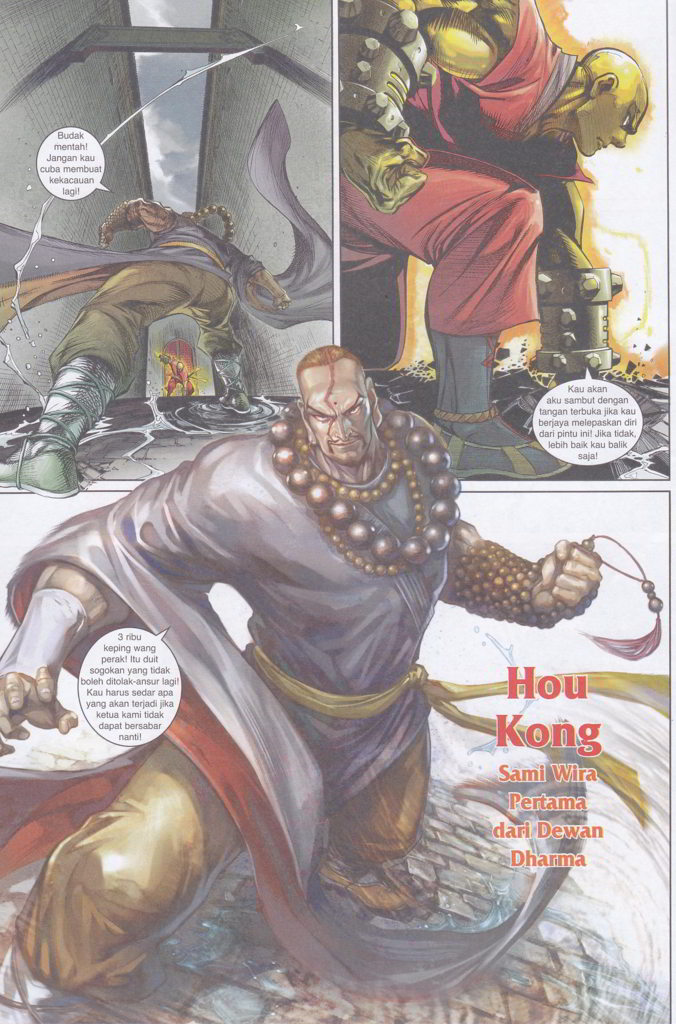 Budak
mentah!
Jangan kau
cuba membuat
kekacauan
lagi!
Kau akan
aku sambut dengan
tangan terbuka jika kau
berjaya melepaskan diri
dari pintu ini! Jika tidak,
lebih baik kau balik
saja!
3 ribu
keping wang
perak! Itu duit
sogokan yang tidak
boleh ditolak-ansur lagi!
Kau harus sedar apa
yang akan terjadi jika
ketua kami tidak
dapat bersabar
nanti!
Hou
Kong
Sami Wira
Pertama
dari Dewan
Dharma